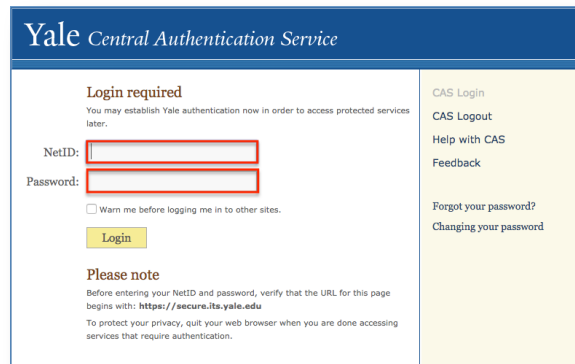 Yale Central Authentication Service
Login required
You may establish Yale authentication now in order to access protected services
later.
NetID:
Password:
Warn me before logging me in to other sites.
Login
Please note
Before entering your NetID and password, verify that the URL for this page
begins with: https://secure.its.yale.edu
To protect your privacy, quit your web browser when you are done accessing
services that require authentication.
CAS Login
CAS Logout
Help with CAS
Feedback
Forgot your password?
Changing your password